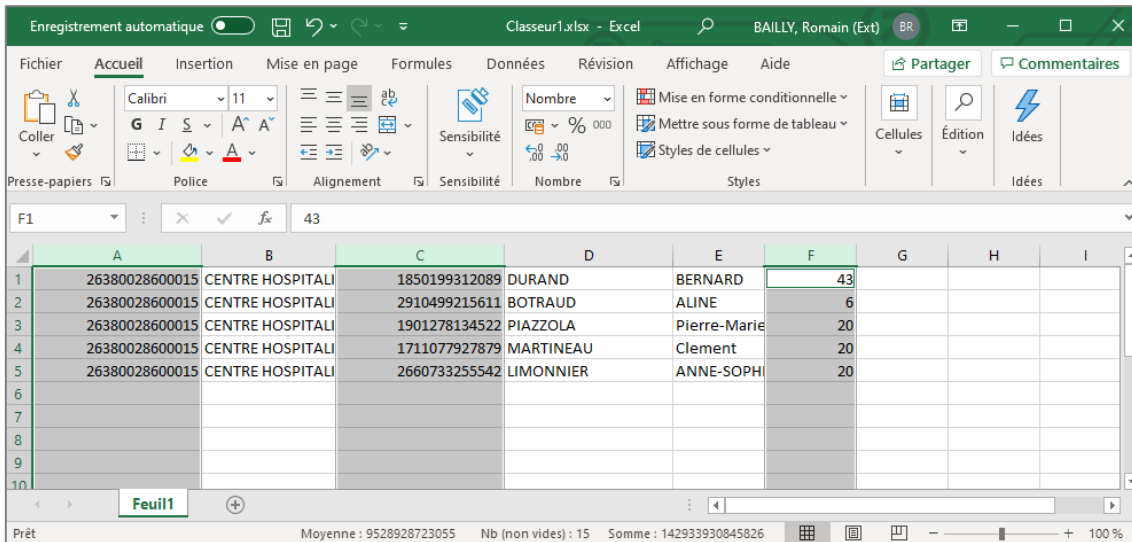 Enregistrement automatique Classeur1.xlsx - Excel BAILLY, Romain (Ext) BR
Fichier Accueil Insertion Mise en page Formules Données Révision Affichage Aide Partager Commentaires
Coller Calibri 11 Sensibilité Nombre Mise en forme conditionnelle Cellules Édition Idées
G I S A A % 000 Mettre sous forme de tableau
A ,00 ,00 Styles de cellules
Presse-papiers Police Alignement Sensibilité Nombre Styles Idées
F1 fx 43
A B C D E F G H I
1 26380028600015 CENTRE HOSPITALI 1850199312089 DURAND BERNARD 43
2 26380028600015 CENTRE HOSPITALI 2910499215611 BOTRAUD ALINE 6
3 26380028600015 CENTRE HOSPITALI 1901278134522 PIAZZOLA Pierre-Marie 20
4 26380028600015 CENTRE HOSPITALI 1711077927879 MARTINEAU Clement 20
5 26380028600015 CENTRE HOSPITALI 2660733255542 LIMONNIER ANNE-SOPHI 20
6
7
8
9
10
Feuil1
Prêt Moyenne : 9528928723055 Nb (non vides) : 15 Somme : 142933930845826 100 %